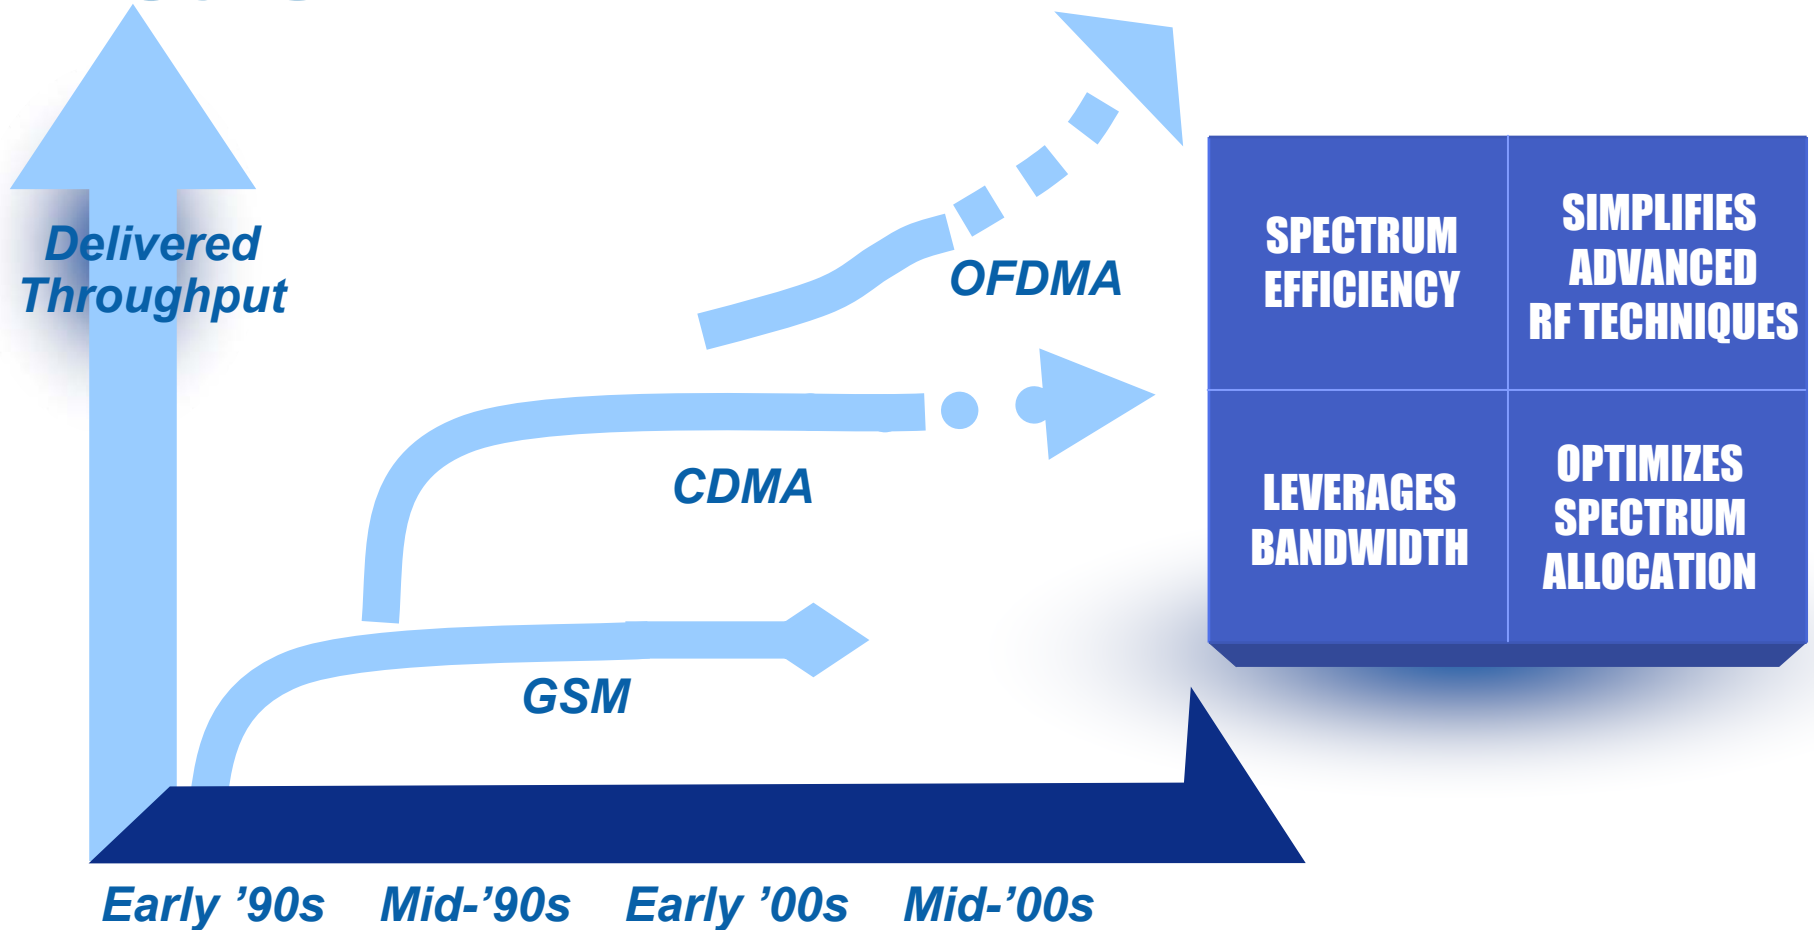 Delivered
Throughput
OFDMA
CDMA
GSM
Early ’90s
Mid-’90s
Early ’00s
Mid-’00s
SPECTRUM
EFFICIENCY
SIMPLIFIES
ADVANCED
RF TECHNIQUES
LEVERAGES
BANDWIDTH
OPTIMIZES
SPECTRUM
ALLOCATION